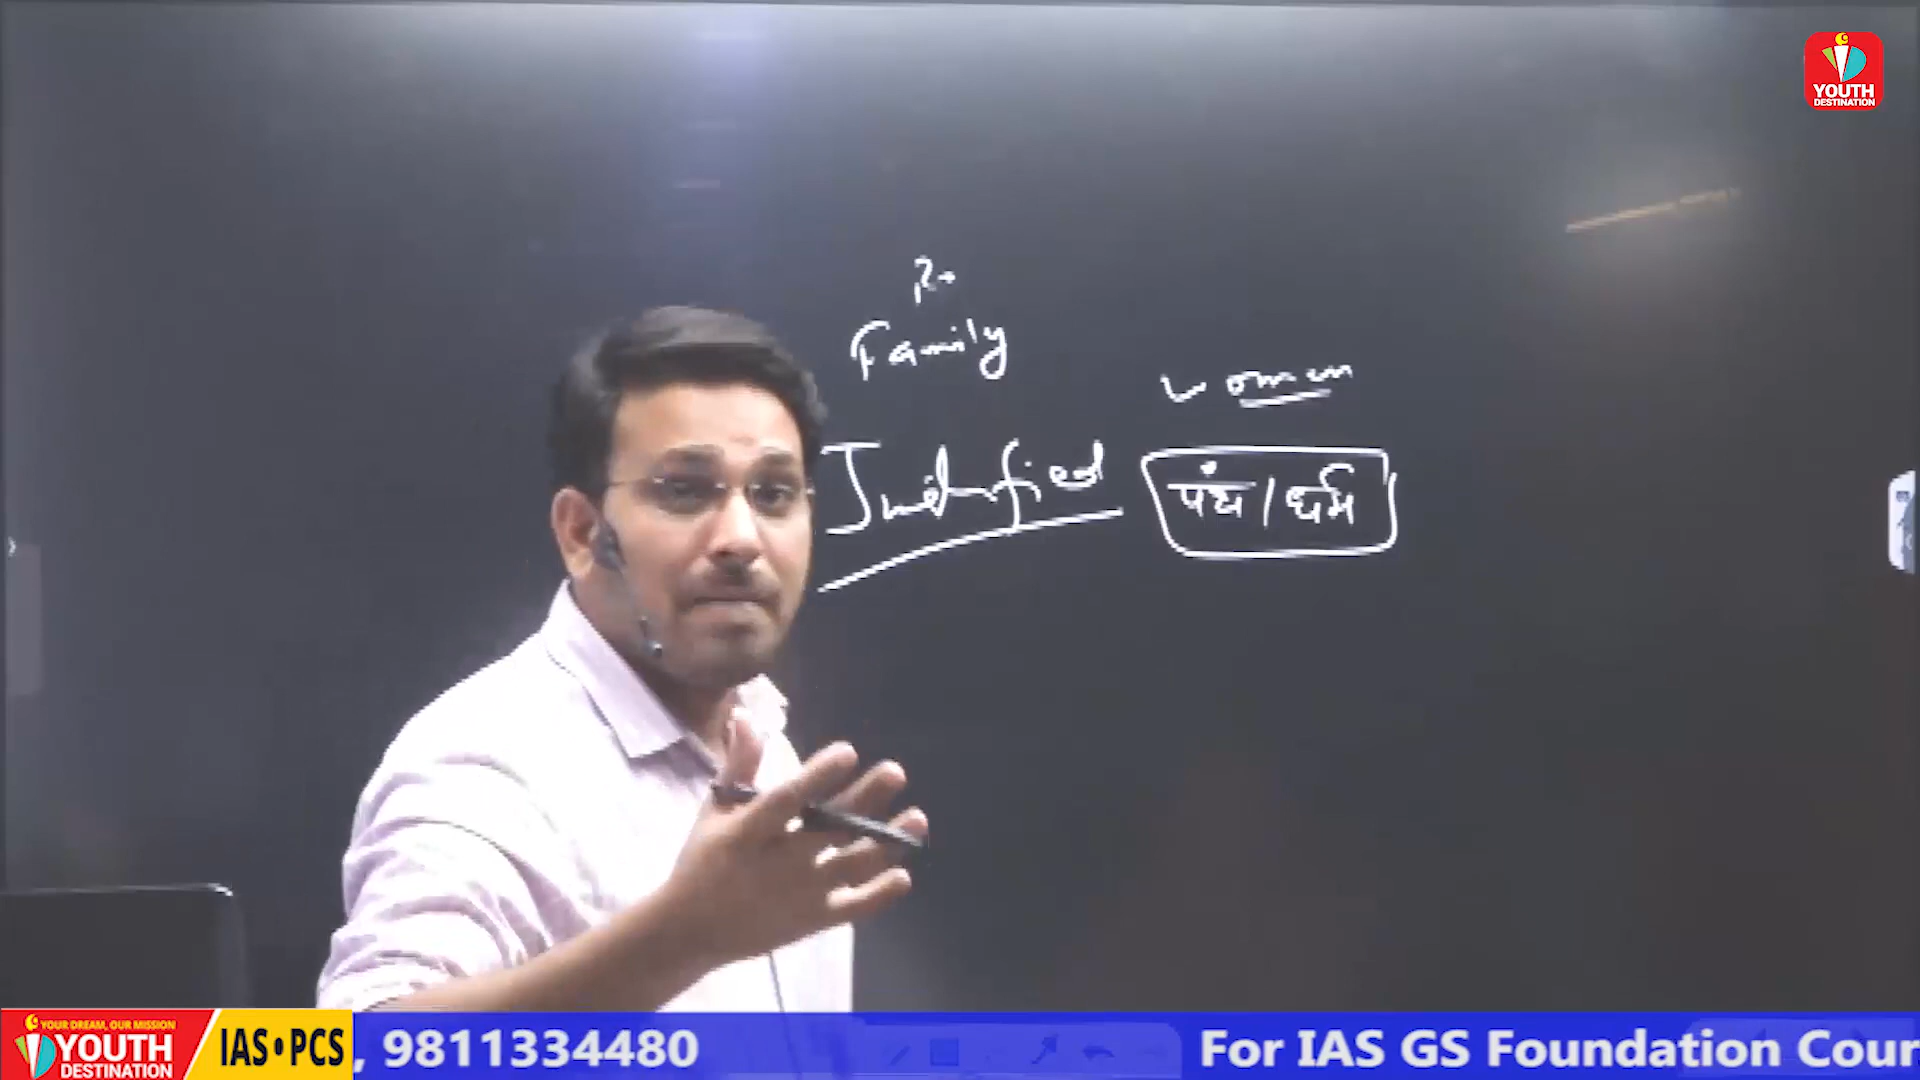 YOUTH
DESTINATION
Family
women
पंथ / धर्म
YOUR DREAM, OUR MISSION
YOUTH
DESTINATION
IAS•PCS
, 9811334480
For IAS GS Foundation Cour